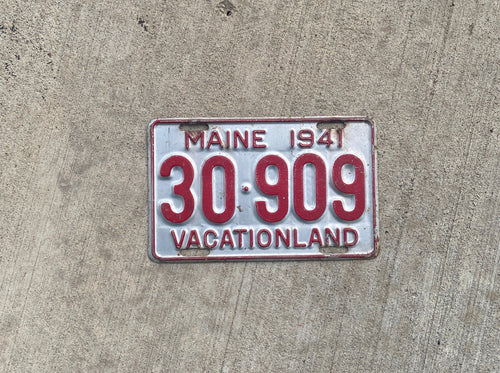 MAINE 1941
30·909
VACATIONLAND